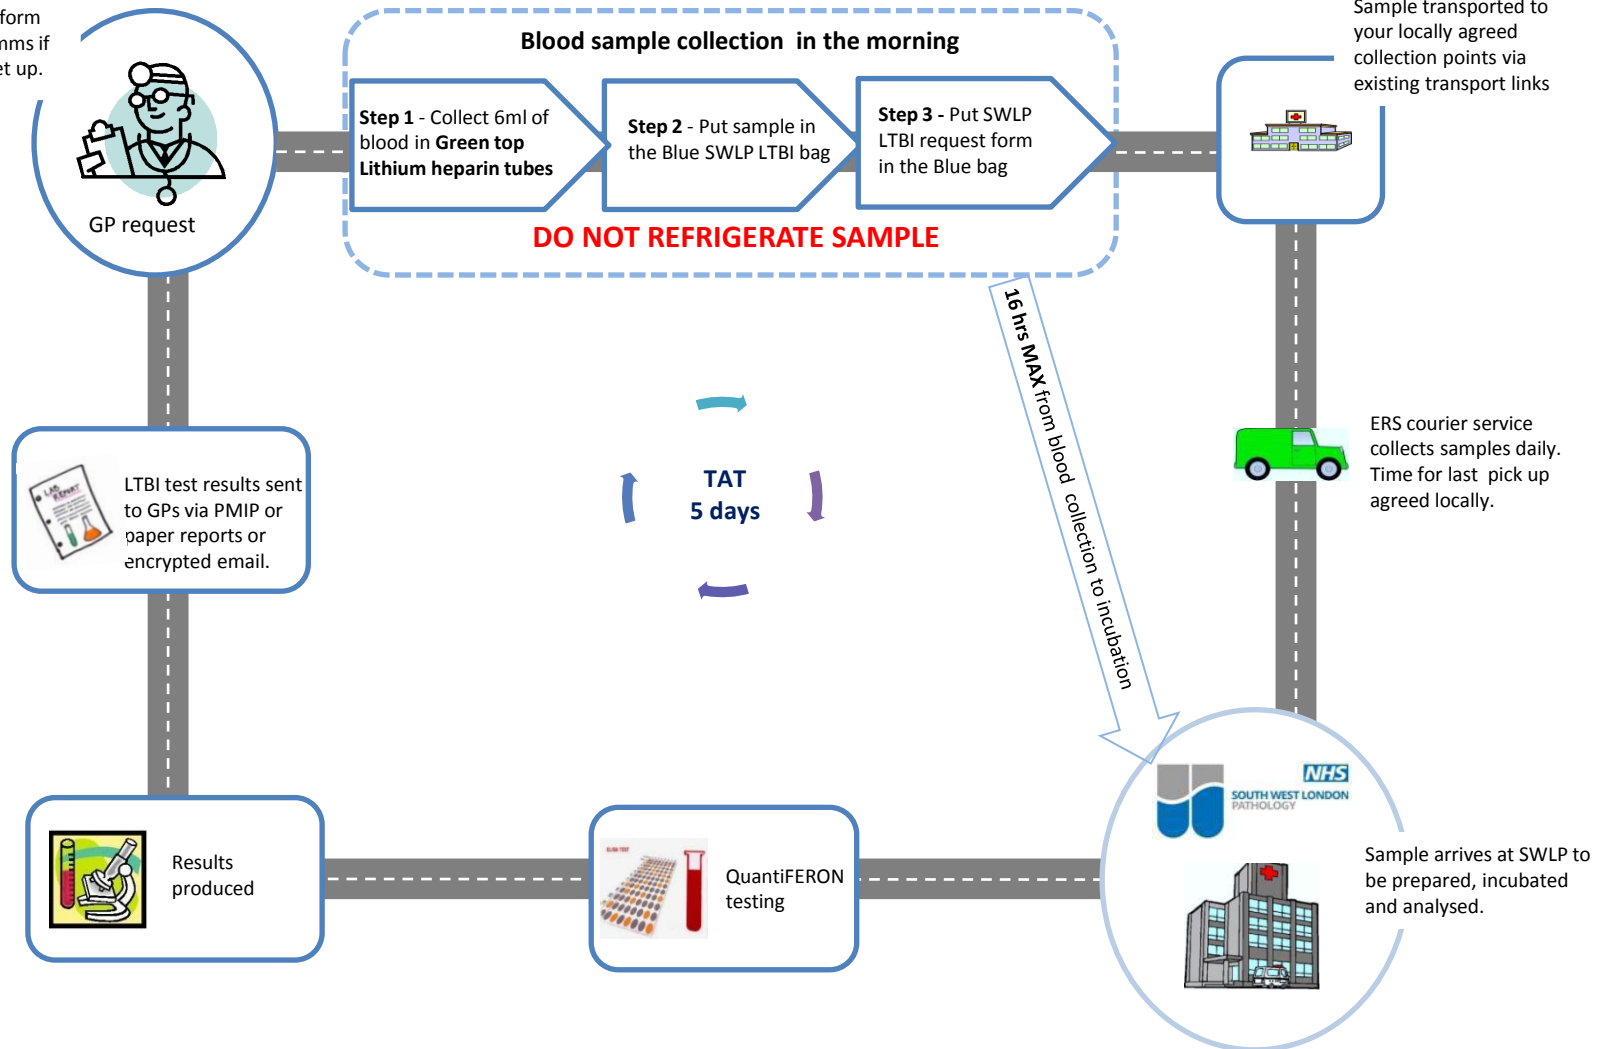 form
mms if
et up.
GP request
Blood sample collection in the morning
Step 1 - Collect 6ml of
blood in Green top
Lithium heparin tubes
Step 2 - Put sample in
the Blue SWLP LTBI bag
Step 3 - Put SWLP
LTBI request form
in the Blue bag
DO NOT REFRIGERATE SAMPLE
Sample transported to
your locally agreed
collection points via
existing transport links
16 hrs MAX from blood collection to incubation
ERS courier service
collects samples daily.
Time for last pick up
agreed locally.
TAT
5 days
LAB
REPORT
LTBI test results sent
to GPs via PMIP or
paper reports or
encrypted email.
NHS
SOUTH WEST LONDON
PATHOLOGY
Sample arrives at SWLP to
be prepared, incubated
and analysed.
ELISA TEST
QuantiFERON
testing
Results
produced